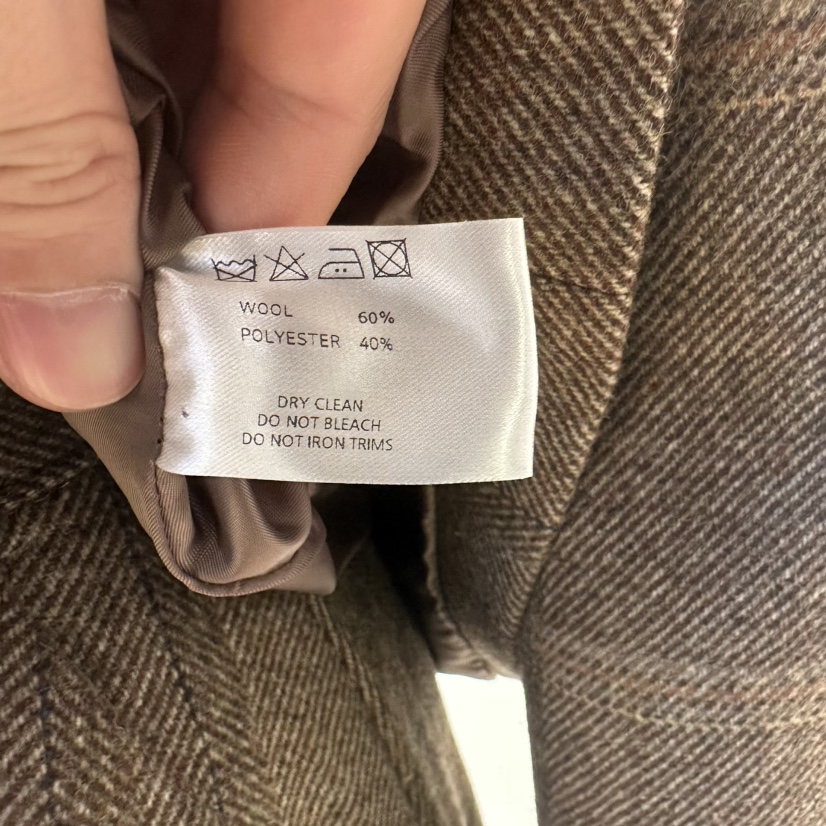 WOOL 60%
POLYESTER 40%
DRY CLEAN
DO NOT BLEACH
DO NOT IRON TRIMS